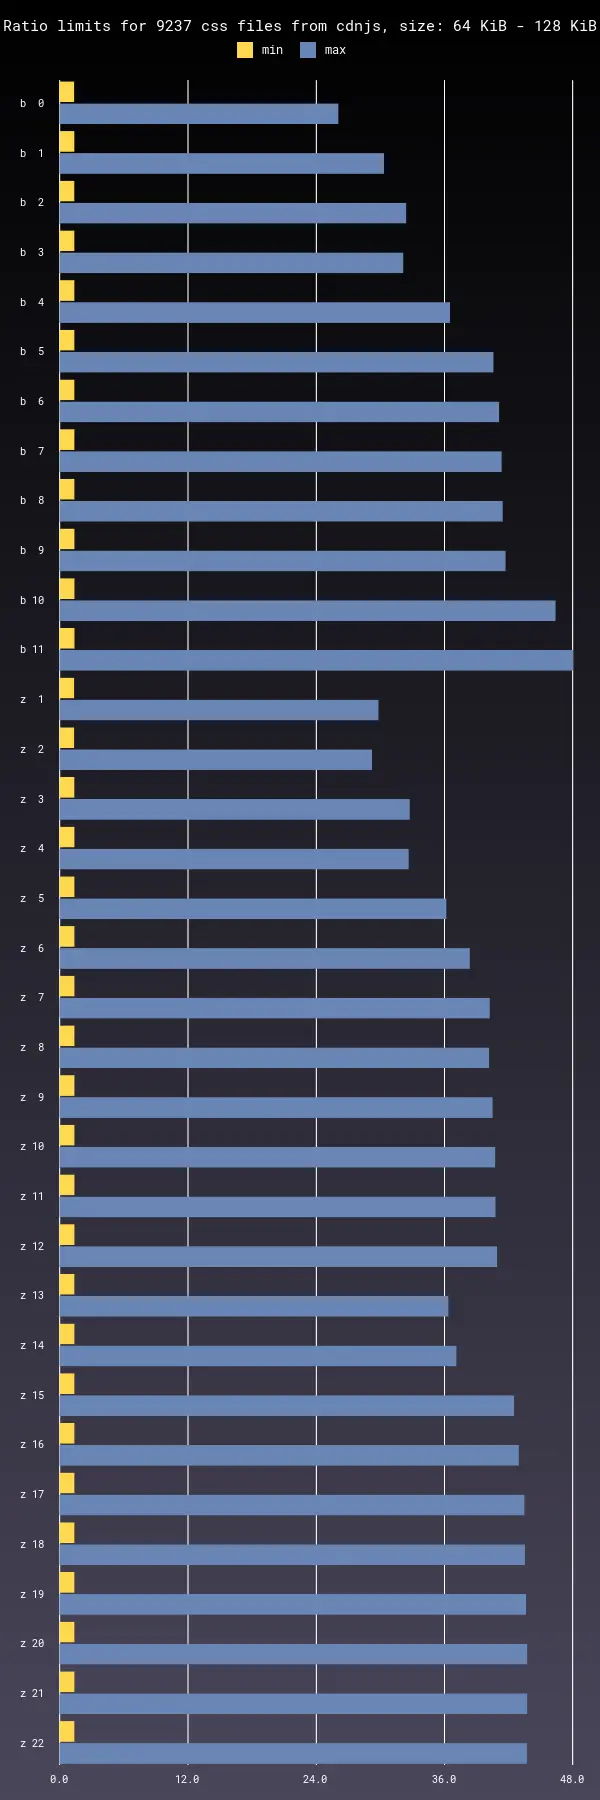 Ratio limits for 9237 css files from cdnjs, size: 64 KiB - 128 KiB
min max
b 0
b 1
b 2
b 3
b 4
b 5
b 6
b 7
b 8
b 9
b 10
b 11
z 1
z 2
z 3
z 4
z 5
z 6
z 7
z 8
z 9
z 10
z 11
z 12
z 13
z 14
z 15
z 16
z 17
z 18
z 19
z 20
z 21
z 22
0.0 12.0 24.0 36.0 48.0